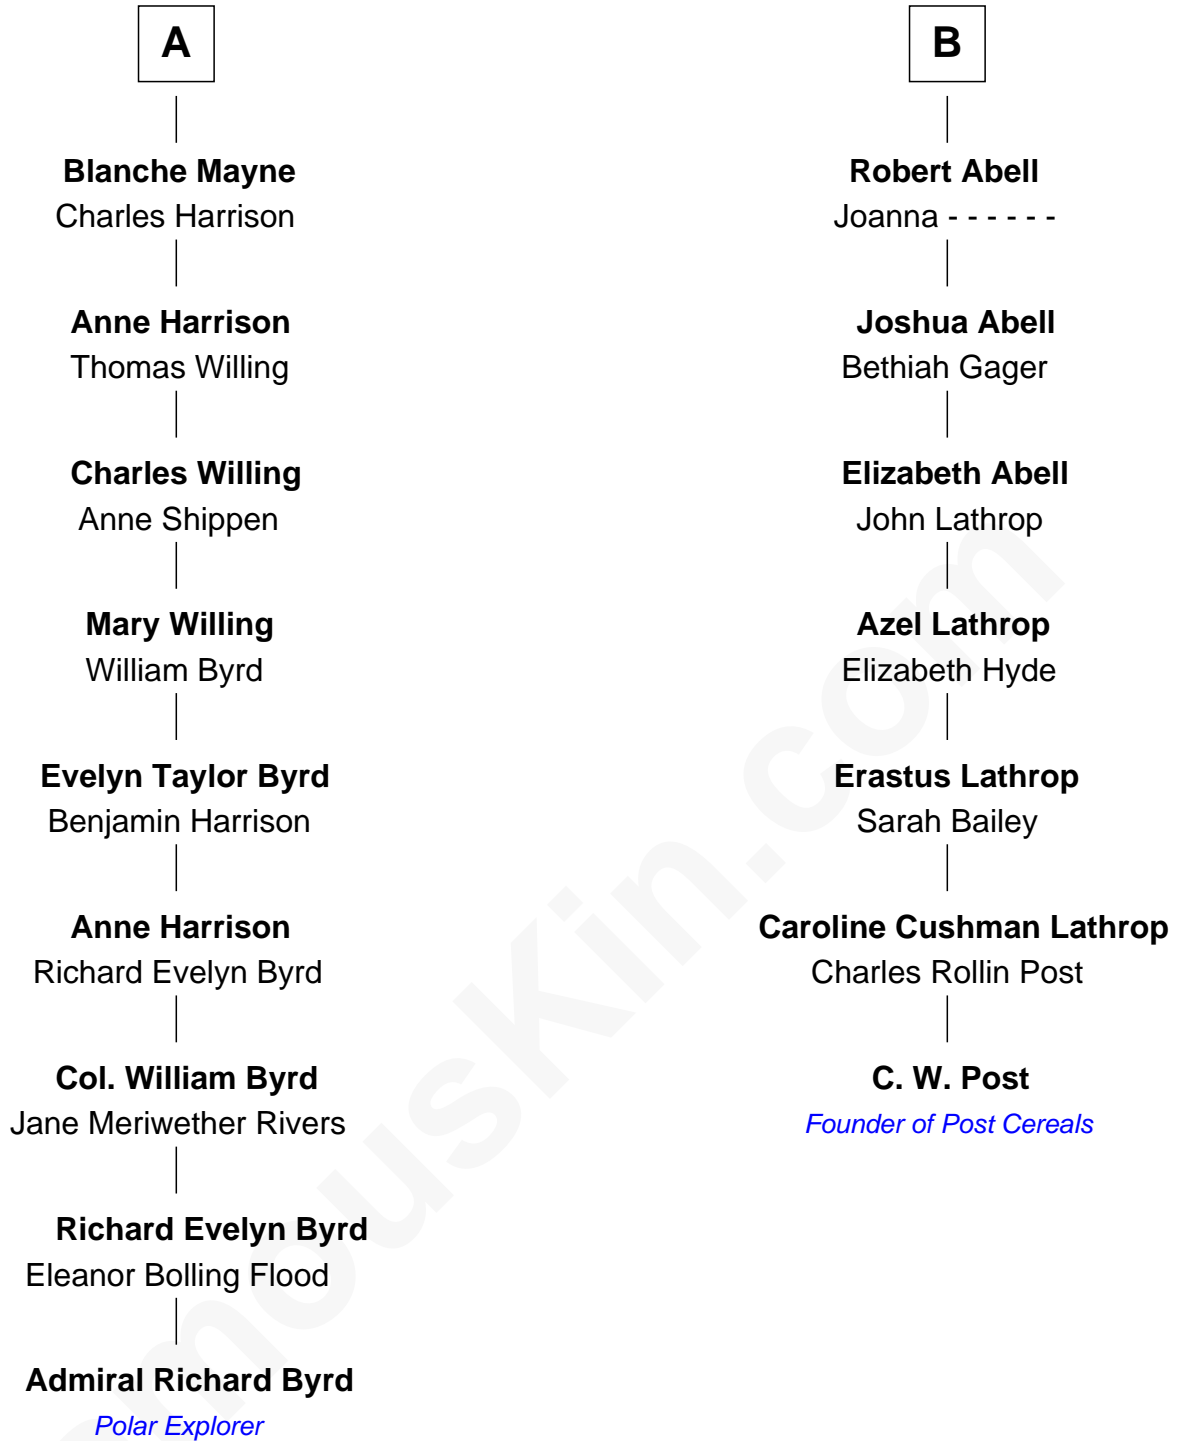 A
Blanche Mayne
Charles Harrison
Anne Harrison
Thomas Willing
Charles Willing
Anne Shippen
Mary Willing
William Byrd
Evelyn Taylor Byrd
Benjamin Harrison
Anne Harrison
Richard Evelyn Byrd
Col. William Byrd
Jane Meriwether Rivers
Richard Evelyn Byrd
Eleanor Bolling Flood
Admiral Richard Byrd
Polar Explorer
B
Robert Abell
Joanna - - - - - -
Joshua Abell
Bethiah Gager
Elizabeth Abell
John Lathrop
Azel Lathrop
Elizabeth Hyde
Erastus Lathrop
Sarah Bailey
Caroline Cushman Lathrop
Charles Rollin Post
C. W. Post
Founder of Post Cereals
mousKin.com